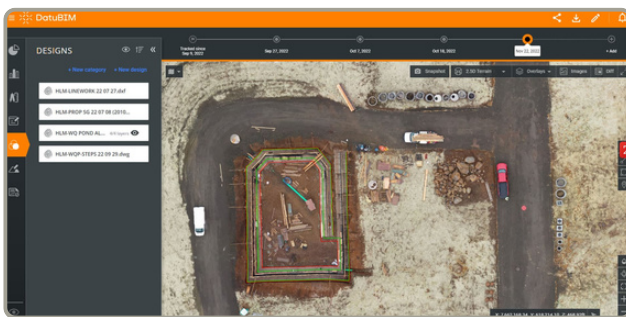 DatuBIM
Tracked since
Sep 9, 2022
Sep 27, 2022
Oct 7, 2022
Oct 18, 2022
Nov 22, 2022
+ Add
DESIGNS
+ New category + New design
HLM-LINEWORK 22 07 27.dxf
HLM-PROP SG 22 07 08 (2010...
HLM-WQ POND AL...
HLM-WQP-STEPS 22 09 29.dwg
Snapshot
2.5D Terrain
Overlays
Images
Diff